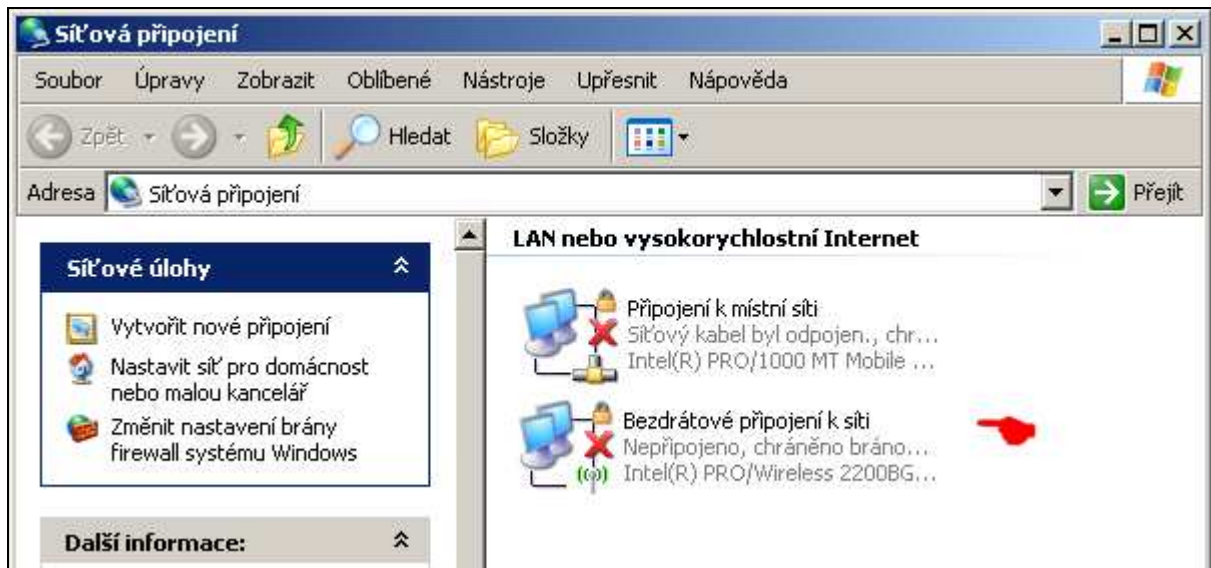 Síťová připojení
Soubor Úpravy Zobrazit Oblíbené Nástroje Upřesnit Nápověda
Zpět Hledat Složky
Adresa Síťová připojení Přejít
LAN nebo vysokorychlostní Internet
Síťové úlohy
Vytvořit nové připojení
Nastavit síť pro domácnost
nebo malou kancelář
Změnit nastavení brány
firewall systému Windows
Další informace:
Připojení k místní síti
Síťový kabel byl odpojen., chr...
Intel(R) PRO/1000 MT Mobile ...
Bezdrátové připojení k síti
Nepřipojeno, chráněno bráno...
Intel(R) PRO/Wireless 2200BG...